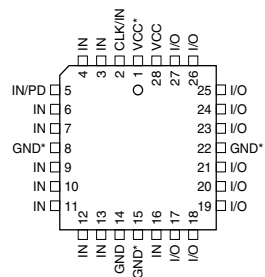 IN
IN
CLK/IN
VCC*
VCC
I/O
I/O
4
3
2
1
28
27
26
IN/PD 5
25 I/O
IN 6
24 I/O
IN 7
23 I/O
GND* 8
22 GND*
IN 9
21 I/O
IN 10
20 I/O
IN 11
19 I/O
12
13
14
15
16
17
18
IN
IN
GND
GND*
IN
I/O
I/O